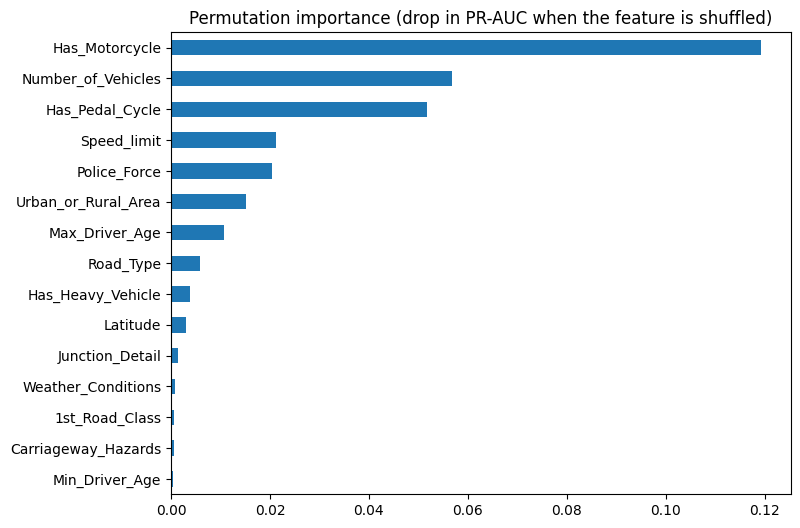 Permutation importance (drop in PR-AUC when the feature is shuffled)
Has_Motorcycle
Number_of_Vehicles
Has_Pedal_Cycle
Speed_limit
Police_Force
Urban_or_Rural_Area
Max_Driver_Age
Road_Type
Has_Heavy_Vehicle
Latitude
Junction_Detail
Weather_Conditions
1st_Road_Class
Carriageway_Hazards
Min_Driver_Age
0.00 0.02 0.04 0.06 0.08 0.10 0.12